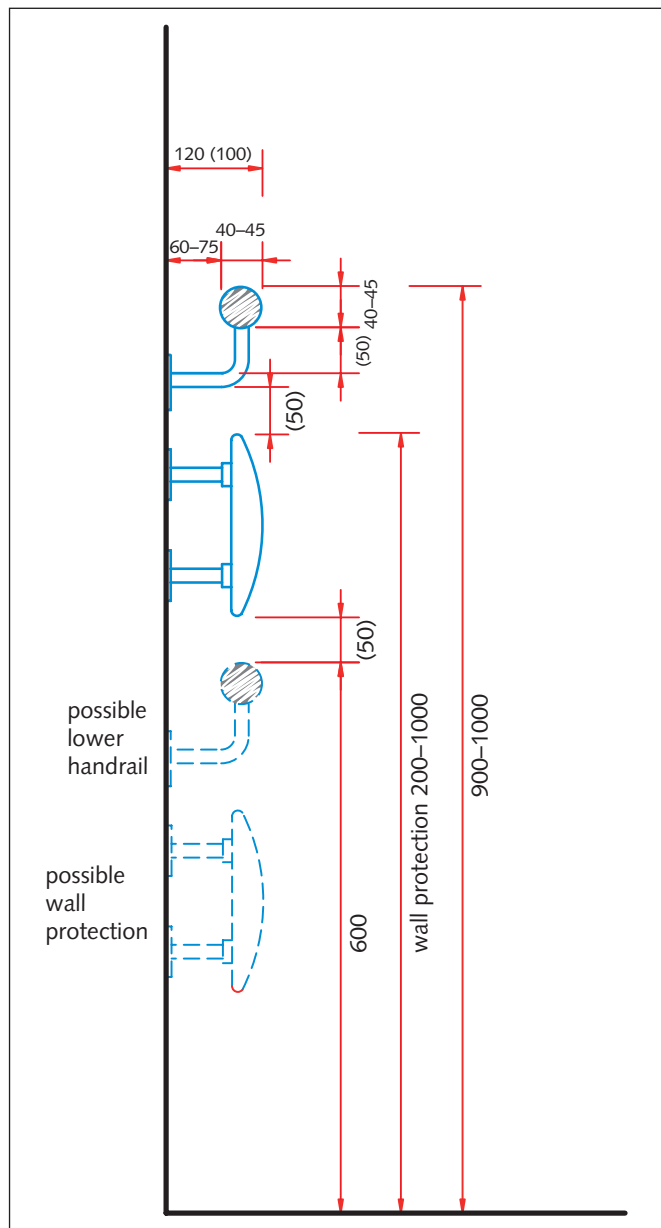 120 (100)
40–45
60–75
40–45
(50)
(50)
(50)
possible
lower
handrail
possible
wall
protection
600
wall protection 200–1000
900–1000